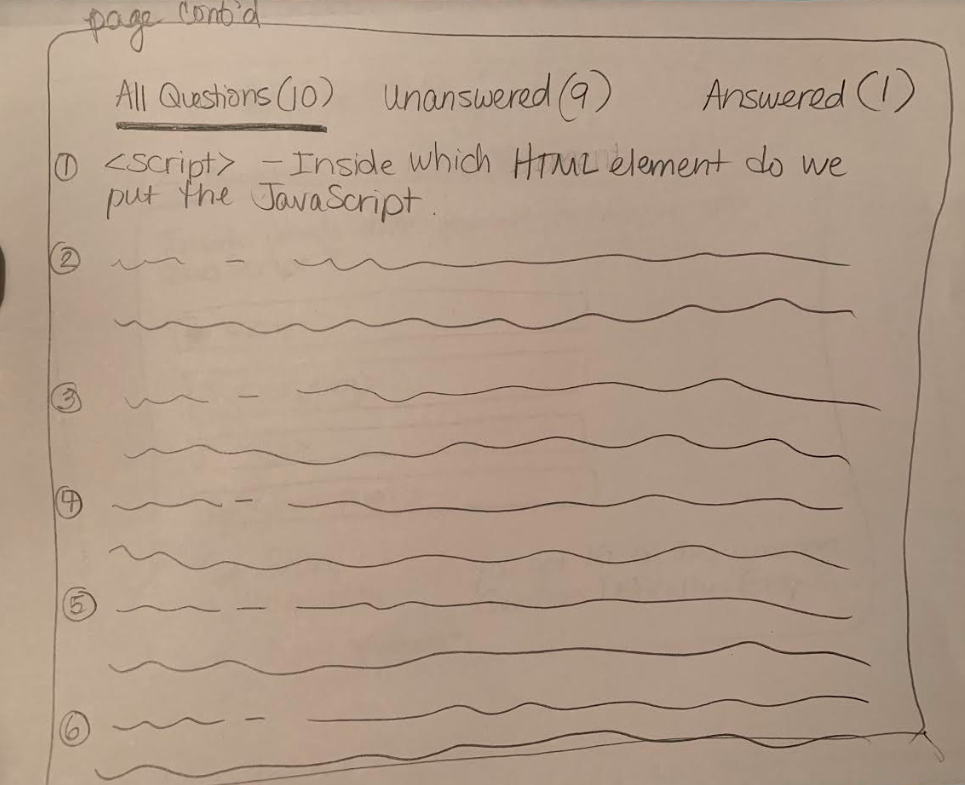 page cont'd
All Questions (10) Unanswered (9) Answered (1)
① <script> - Inside which HTML element do we
put the JavaScript.
②
③
④
⑤
⑥